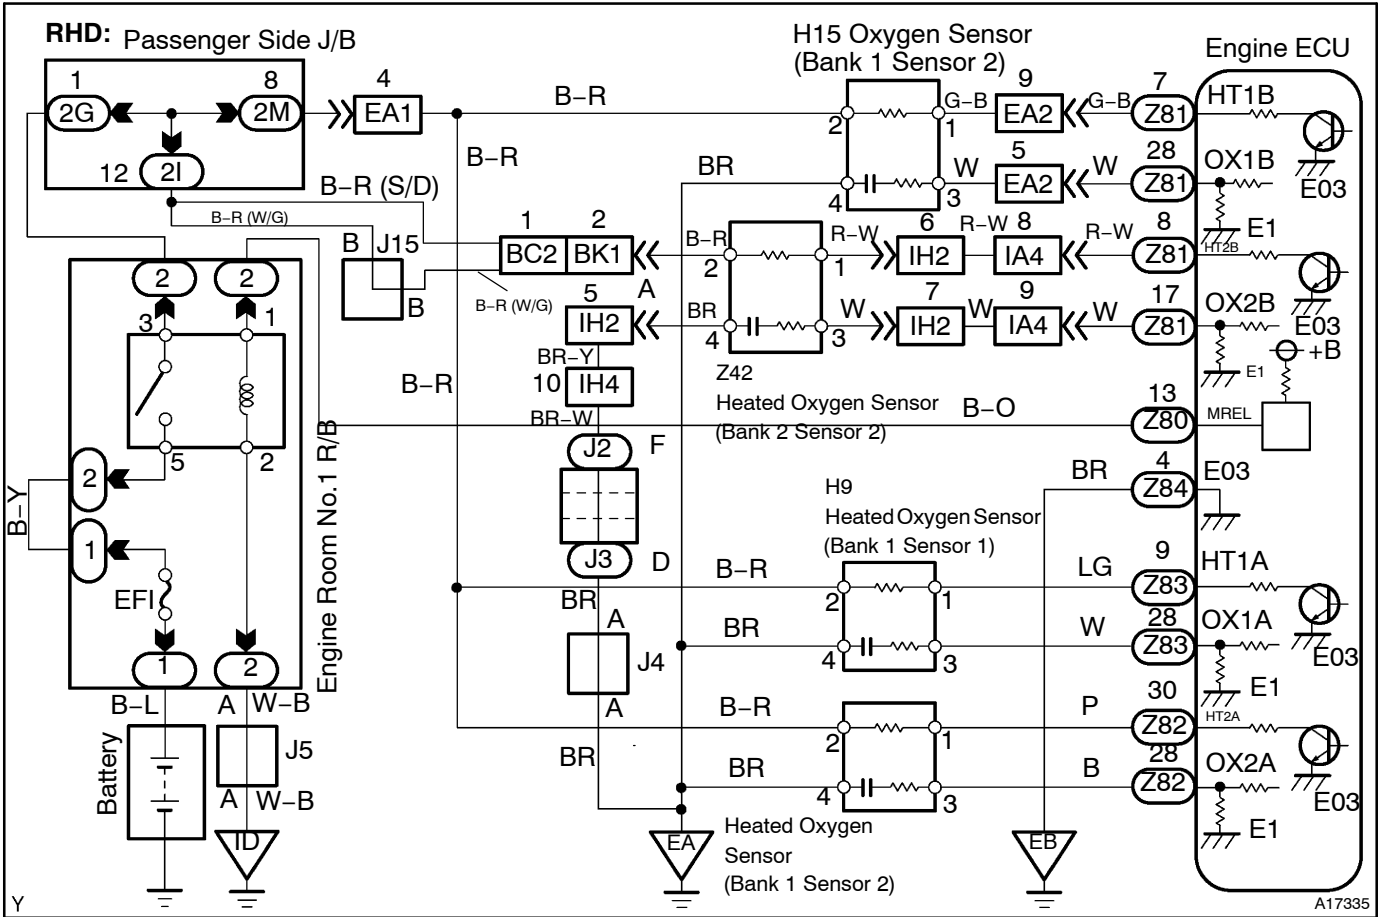 RHD: Passenger Side J/B
H15 Oxygen Sensor
(Bank 1 Sensor 2)
Engine ECU
1
8
4
9
7
2G
2M
EA1
B–R
2
1
G–B
EA2
G–B
Z81
HT1B
E03
12
2I
B–R
BR
4
3
W
5
EA2
W
28
Z81
OX1B
E1
B–R (S/D)
B–R (W/G)
B
J15
B
1
2
BC2
BK1
A
B–R (W/G)
B–R
2
1
R–W
6
IH2
R–W
8
IA4
R–W
8
Z81
HT2B
E03
5
IH2
BR
4
3
W
7
IH2
W
9
IA4
W
17
Z81
OX2B
E1
+B
2
2
3
1
5
2
B–R
BR–Y
10
IH4
BR–W
Z42
Heated Oxygen Sensor
(Bank 2 Sensor 2)
B–O
13
Z80
MREL
J2
F
J3
D
BR
4
Z84
E03
2
1
B–Y
EFI
Engine Room No.1 R/B
H9
Heated Oxygen Sensor
(Bank 1 Sensor 1)
B–R
2
1
LG
9
Z83
HT1A
E03
BR
4
3
W
28
Z83
OX1A
E1
BR
A
J4
A
BR
1
2
B–L
A
W–B
Battery
J5
A
W–B
ID
B–R
2
1
P
30
Z82
HT2A
E03
BR
4
3
B
28
Z82
OX2A
E1
EA
Heated Oxygen
Sensor
(Bank 1 Sensor 2)
EB
Y
A17335